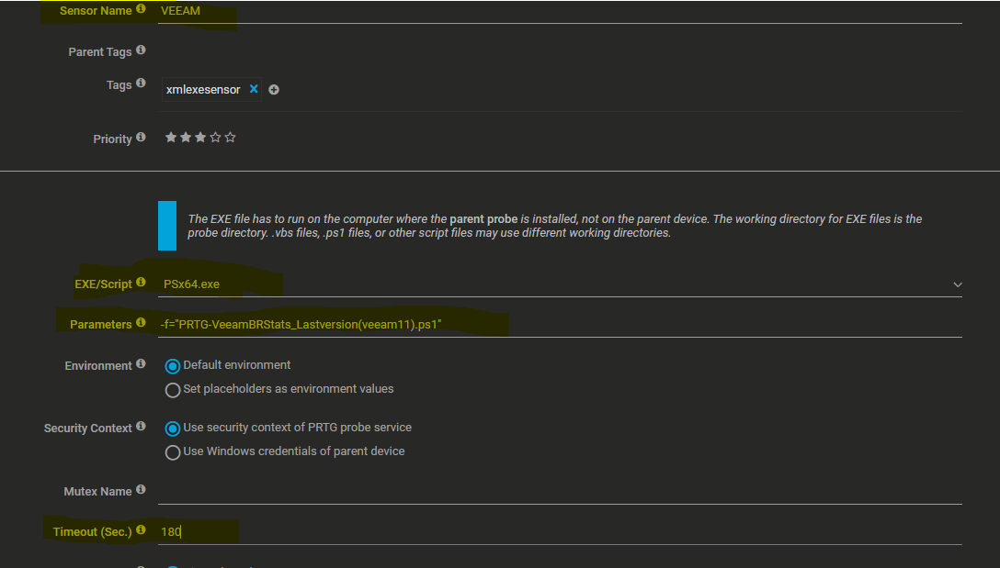 Sensor Name VEEAM
Parent Tags
Tags xmlexesensor
Priority
The EXE file has to run on the computer where the parent probe is installed, not on the parent device. The working directory for EXE files is the
probe directory. .vbs files, .ps1 files, or other script files may use different working directories.
EXE/Script PSx64.exe
Parameters -f="PRTG-VeeamBRStats_Lastversion(veeam11).ps1"
Environment Default environment
Set placeholders as environment values
Security Context Use security context of PRTG probe service
Use Windows credentials of parent device
Mutex Name
Timeout (Sec.) 180